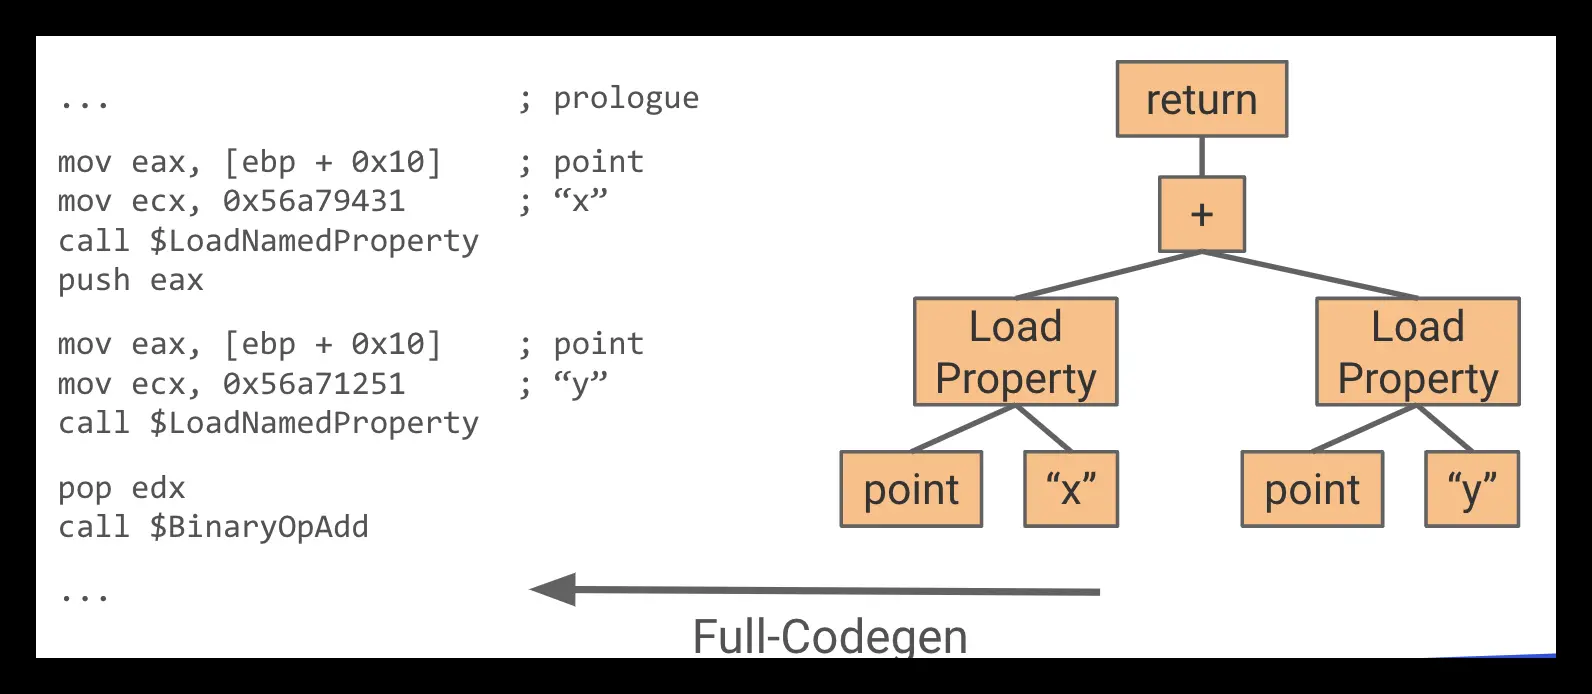 ... ; prologue
mov eax, [ebp + 0x10] ; point
mov ecx, 0x56a79431 ; “x”
call $LoadNamedProperty
push eax
mov eax, [ebp + 0x10] ; point
mov ecx, 0x56a71251 ; “y”
call $LoadNamedProperty
pop edx
call $BinaryOpAdd
...
return
+
Load
Property
Load
Property
point
“x”
point
“y”
Full-Codegen